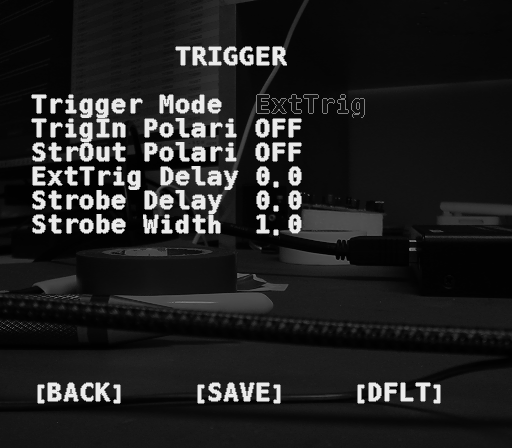 TRIGGER
Trigger Mode ExtTrig
TrigIn Polari OFF
StrOut Polari OFF
ExtTrig Delay 0.0
Strobe Delay 0.0
Strobe Width 1.0
[BACK] [SAVE] [DFLT]